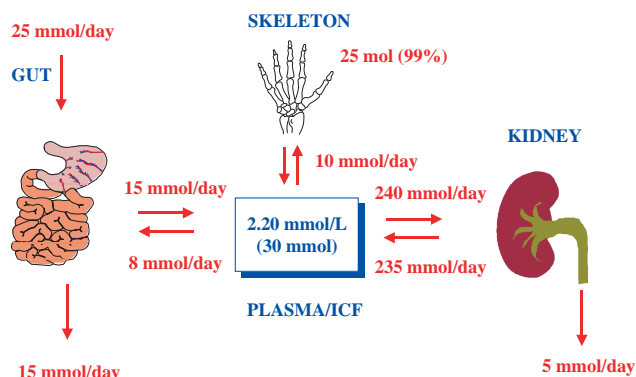 25 mmol/day
GUT
SKELETON
25 mol (99%)
10 mmol/day
KIDNEY
15 mmol/day
8 mmol/day
2.20 mmol/L
(30 mmol)
240 mmol/day
235 mmol/day
PLASMA/ICF
15 mmol/day
5 mmol/day